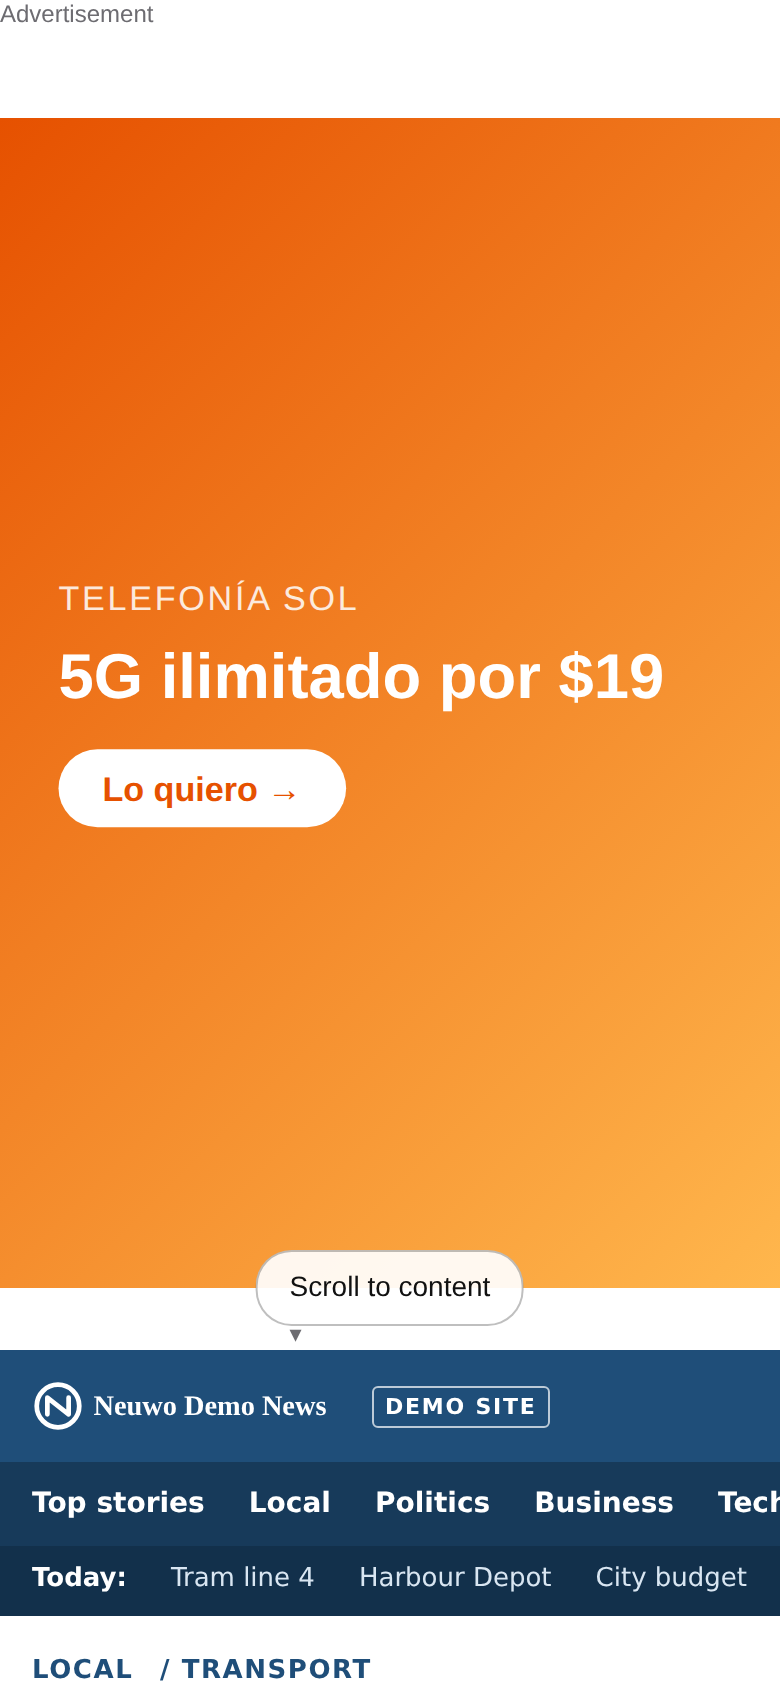 Advertisement
TELEFONÍA SOL
5G ilimitado por $19
Lo quiero →
Scroll to content
▼
Neuwo Demo News DEMO SITE
Top stories Local Politics Business Tech
Today: Tram line 4 Harbour Depot City budget
LOCAL / TRANSPORT